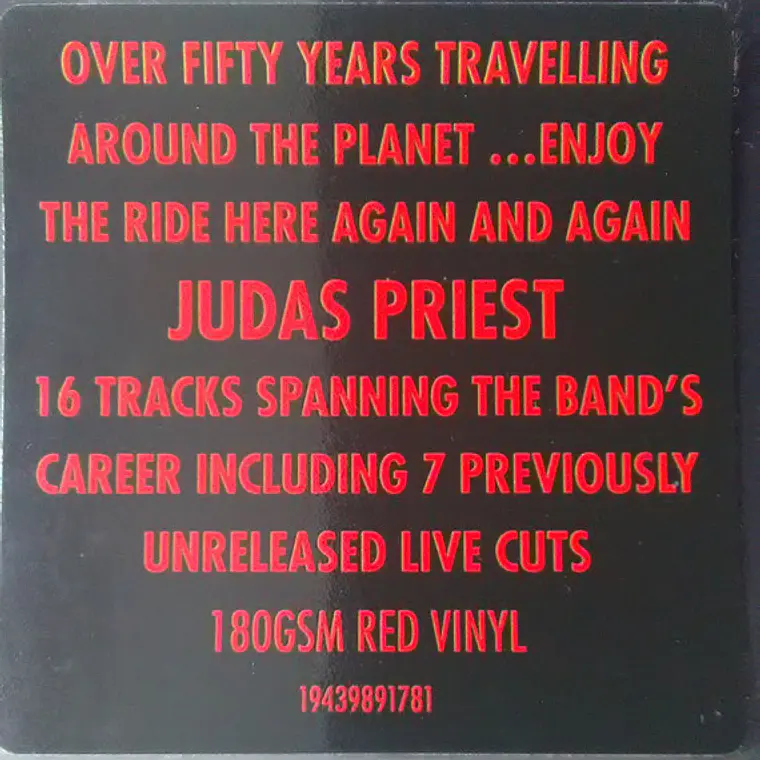 OVER FIFTY YEARS TRAVELLING
AROUND THE PLANET ...ENJOY
THE RIDE HERE AGAIN AND AGAIN
JUDAS PRIEST
16 TRACKS SPANNING THE BAND'S
CAREER INCLUDING 7 PREVIOUSLY
UNRELEASED LIVE CUTS
180GSM RED VINYL
19439891781